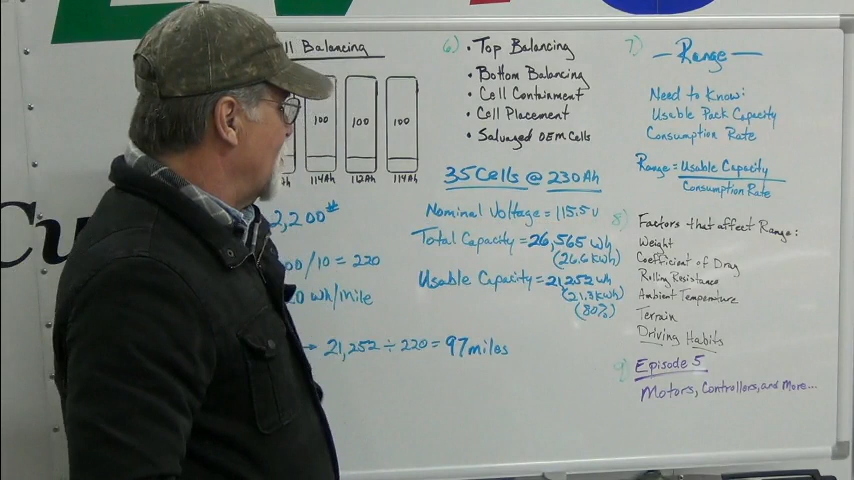 ll Balancing
100
100
100
114Ah
112Ah
114Ah
2,200#
00/10 = 220
20 Wh/Mile
→ 21,252 ÷ 220 = 97 miles
6)
• Top Balancing
• Bottom Balancing
• Cell Containment
• Cell Placement
• Salvaged OEM Cells
35 Cells @ 230 Ah
Nominal Voltage = 115.5v
Total Capacity = 26,565 Wh
(26.6 kWh)
Usable Capacity = 21,252 Wh
(21.3 kWh)
(80%)
7)
— Range —
Need to Know:
Usable Pack Capacity
Consumption Rate
Range = Usable Capacity
Consumption Rate
8)
Factors that affect Range:
Weight
Coefficient of Drag
Rolling Resistance
Ambient Temperature
Terrain
Driving Habits
9) Episode 5
Motors, Controllers, and More...